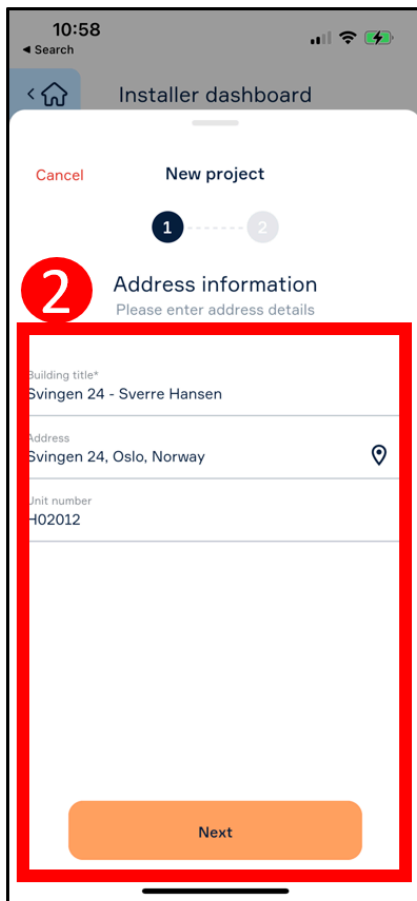 10:58
◀ Search
Installer dashboard
Cancel
New project
1
2
2
Address information
Please enter address details
Building title*
Svingen 24 - Sverre Hansen
Address
Svingen 24, Oslo, Norway
Unit number
H02012
Next